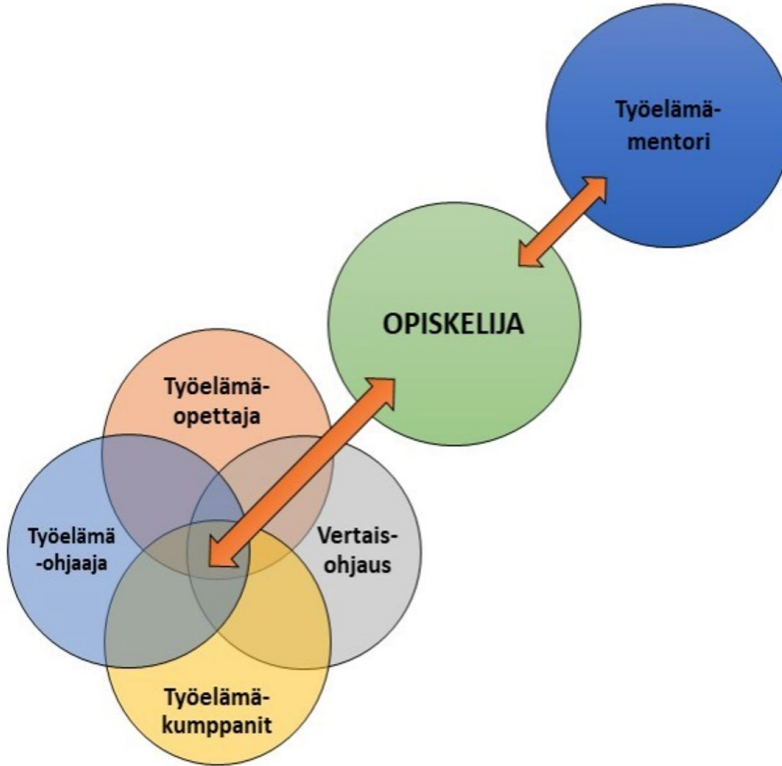 Työelämä-
mentori
OPISKELIJA
Työelämä-
opettaja
Työelämä
-ohjaaja
Vertais-
ohjaus
Työelämä-
kumppanit